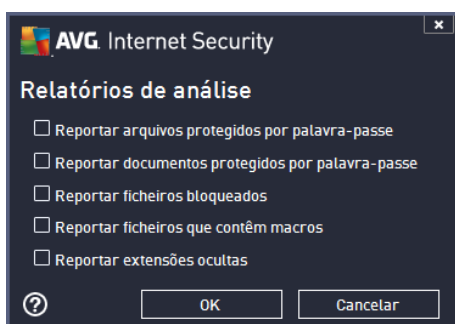 AVG. Internet Security
x
Relatórios de análise
Reportar arquivos protegidos por palavra-passe
Reportar documentos protegidos por palavra-passe
Reportar ficheiros bloqueados
Reportar ficheiros que contêm macros
Reportar extensões ocultas
? OK Cancelar